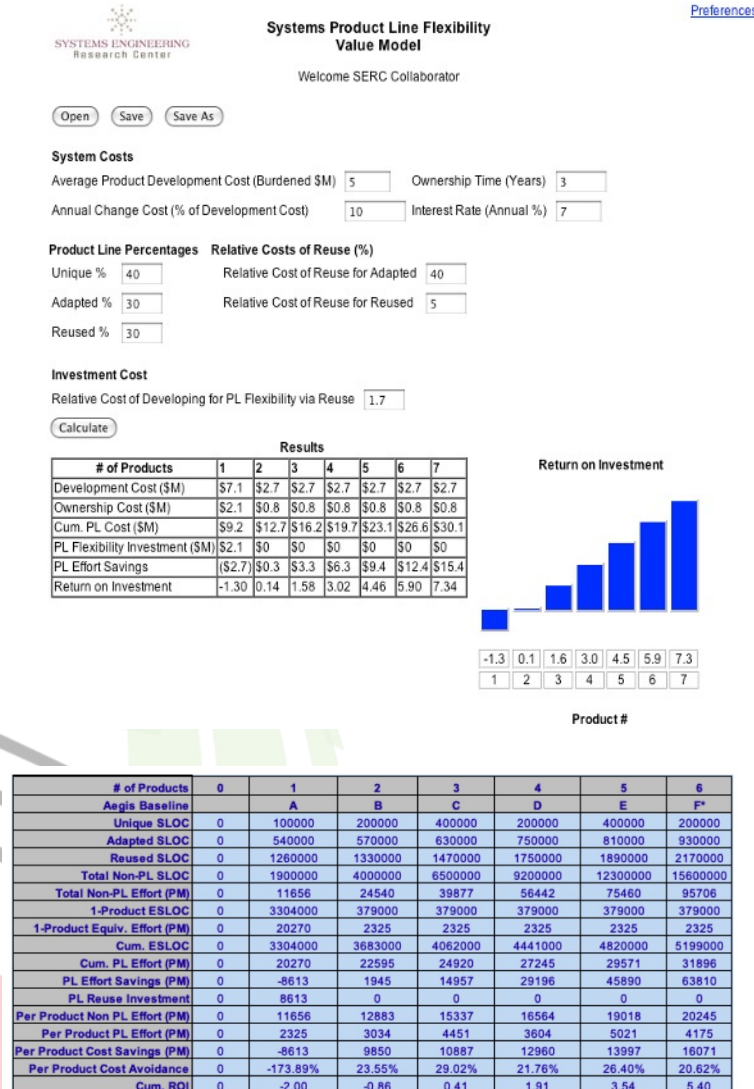 Preferences
SYSTEMS ENGINEERING
Research Center
Systems Product Line Flexibility
Value Model
Welcome SERC Collaborator
Open Save Save As
System Costs
Average Product Development Cost (Burdened $M) 5 Ownership Time (Years) 3
Annual Change Cost (% of Development Cost) 10 Interest Rate (Annual %) 7
Product Line Percentages Relative Costs of Reuse (%)
Unique % 40 Relative Cost of Reuse for Adapted 40
Adapted % 30 Relative Cost of Reuse for Reused 5
Reused % 30
Investment Cost
Relative Cost of Developing for PL Flexibility via Reuse 1.7
Calculate
Results
# of Products 1 2 3 4 5 6 7
Development Cost ($M) $7.1 $2.7 $2.7 $2.7 $2.7 $2.7 $2.7
Ownership Cost ($M) $2.1 $0.8 $0.8 $0.8 $0.8 $0.8 $0.8
Cum. PL Cost ($M) $9.2 $12.7 $16.2 $19.7 $23.1 $26.6 $30.1
PL Flexibility Investment ($M) $2.1 $0 $0 $0 $0 $0 $0
PL Effort Savings ($2.7) $0.3 $3.3 $6.3 $9.4 $12.4 $15.4
Return on Investment -1.30 0.14 1.58 3.02 4.46 5.90 7.34
Return on Investment
-1.3 0.1 1.6 3.0 4.5 5.9 7.3
1 2 3 4 5 6 7
Product #
# of Products 0 1 2 3 4 5 6
Aegis Baseline A B C D E F*
Unique SLOC 0 100000 200000 400000 200000 400000 200000
Adapted SLOC 0 540000 570000 630000 750000 810000 930000
Reused SLOC 0 1260000 1330000 1470000 1750000 1890000 2170000
Total Non-PL SLOC 0 1900000 4000000 6500000 9200000 12300000 15600000
Total Non-PL Effort (PM) 0 11656 24540 39877 56442 75460 95706
1-Product ESLOC 0 3304000 379000 379000 379000 379000 379000
1-Product Equiv. Effort (PM) 0 20270 2325 2325 2325 2325 2325
Cum. ESLOC 0 3304000 3683000 4062000 4441000 4820000 5199000
Cum. PL Effort (PM) 0 20270 22595 24920 27245 29571 31896
PL Effort Savings (PM) 0 -8613 1945 14957 29196 45890 63810
PL Reuse Investment 0 8613 0 0 0 0 0
Per Product Non PL Effort (PM) 0 11656 12883 15337 16564 19018 20245
Per Product PL Effort (PM) 0 2325 3034 4451 3604 5021 4175
Per Product Cost Savings (PM) 0 -8613 9850 10887 12960 13997 16071
Per Product Cost Avoidance 0 -173.89% 23.55% 29.02% 21.76% 26.40% 20.62%
Cum. ROI 0 -2.00 -0.86 0.41 1.91 3.54 5.40